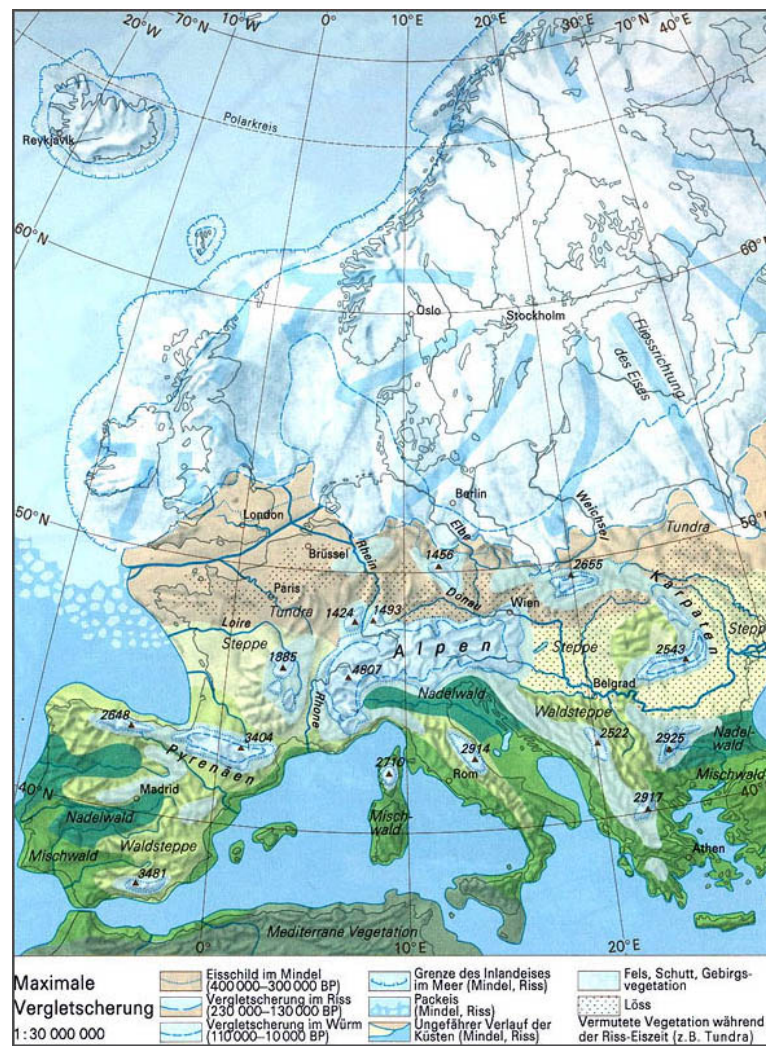 20°W
70°N
10°W
0°
10°E
20°E
70°N
30°E
40°E
Polarkreis
Reykjavík
60°N
60°N
Oslo
Stockholm
Fliessrichtung
des Eises
50°N
London
Berlin
Weichsel
Tundra
50°N
Brüssel
Rhein
Elbe
1456
2655
Paris
Karpaten
Tundra
Donau
Wien
Loire
1424
1493
Steppe
Alpen
Steppe
Steppe
1885
4807
2543
Belgrad
Rhone
Nadelwald
Waldsteppe
2648
3404
2522
2925
Nadel-
wald
Pyrenäen
2710
2914
Rom
Mischwald
40°N
Madrid
2917
40°N
Nadelwald
Misch-
wald
Mischwald
Waldsteppe
Athen
3481
Mediterrane Vegetation
0°
10°E
20°E
Maximale
Vergletscherung
1:30 000 000
Eisschild im Mindel
(400 000–300 000 BP)
Vergletscherung im Riss
(230 000–130 000 BP)
Vergletscherung im Würm
(110 000–10 000 BP)
Grenze des Inlandeises
im Meer (Mindel, Riss)
Packeis
(Mindel, Riss)
Ungefährer Verlauf der
Küsten (Mindel, Riss)
Fels, Schutt, Gebirgs-
vegetation
Löss
Vermutete Vegetation während
der Riss-Eiszeit (z.B. Tundra)